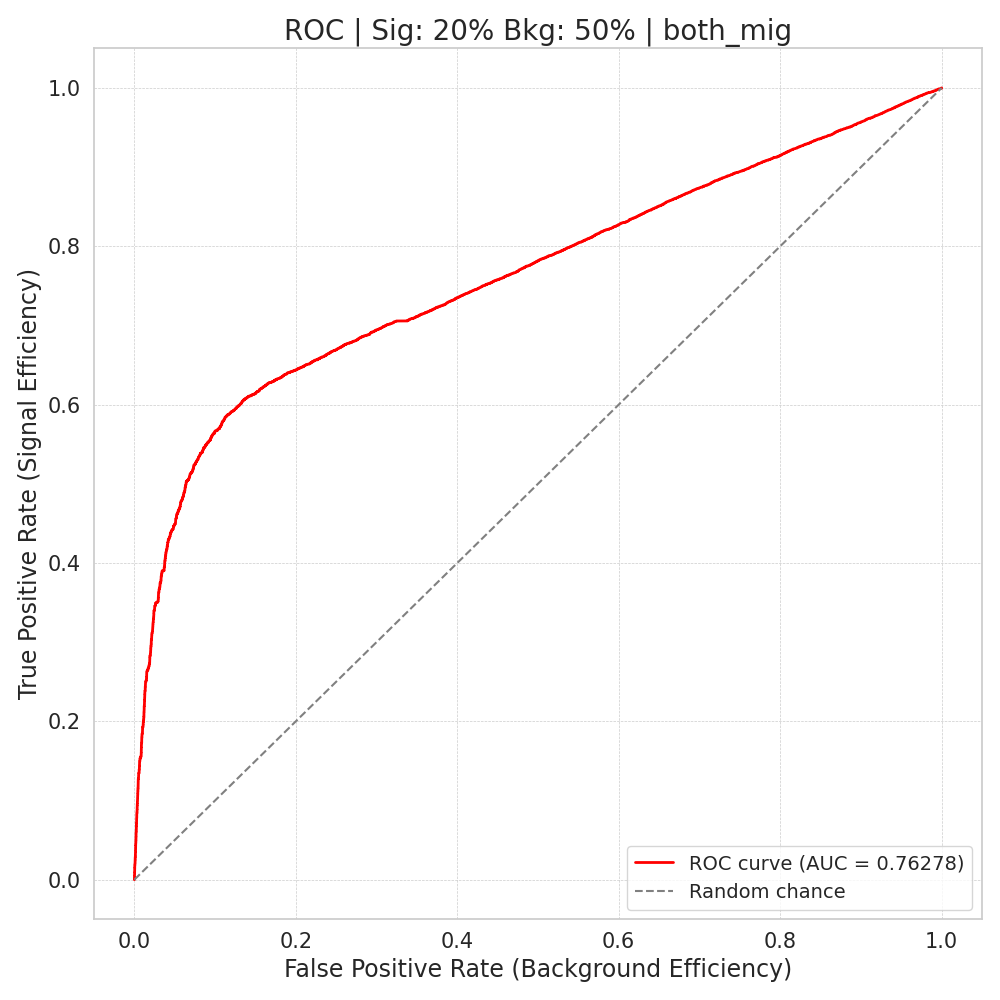 ROC | Sig: 20% Bkg: 50% | both_mig
True Positive Rate (Signal Efficiency)
1.0
0.8
0.6
0.4
0.2
0.0
ROC curve (AUC = 0.76278)
Random chance
0.0 0.2 0.4 0.6 0.8 1.0
False Positive Rate (Background Efficiency)